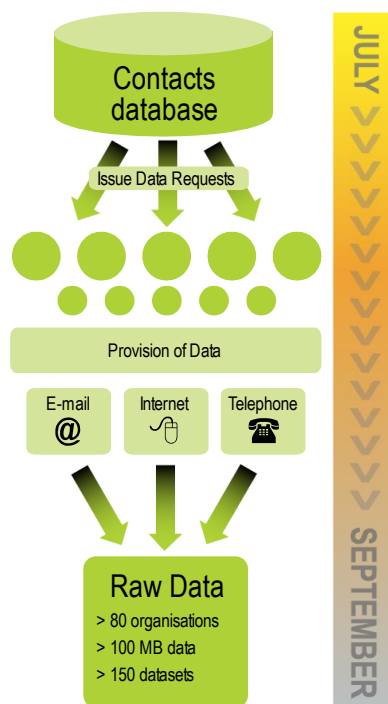 Contacts
database
Issue Data Requests
Provision of Data
E-mail
@
Internet
Telephone
Raw Data
> 80 organisations
> 100 MB data
> 150 datasets
JULY >>>>>>>>>>>>>>> SEPTEMBER